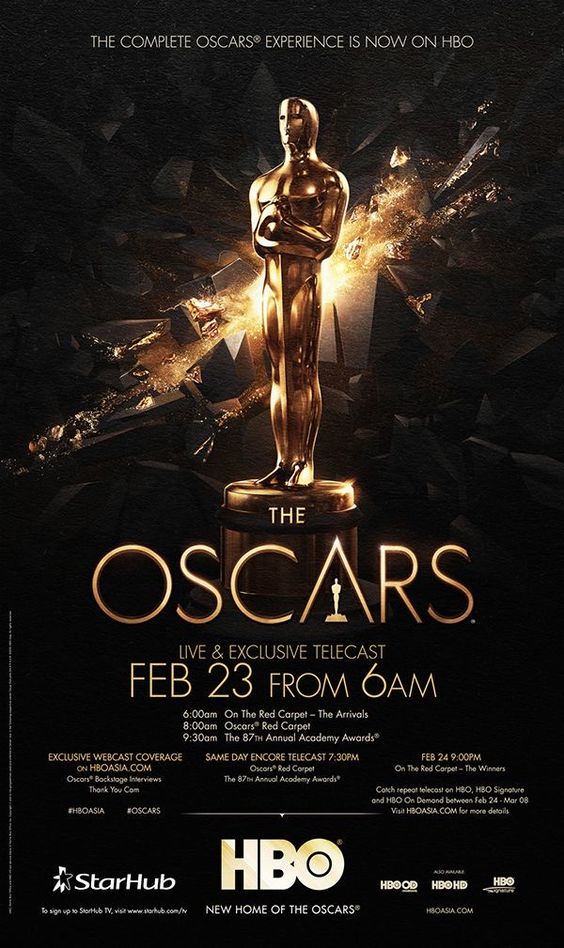 THE COMPLETE OSCARS® EXPERIENCE IS NOW ON HBO
THE
OSCARS®
LIVE & EXCLUSIVE TELECAST
FEB 23 FROM 6AM
6:00am On The Red Carpet – The Arrivals
8:00am Oscars® Red Carpet
9:30am The 87TH Annual Academy Awards®
EXCLUSIVE WEBCAST COVERAGE
ON HBOASIA.COM
Oscars® Backstage Interviews
Thank You Cam
#HBOASIA #OSCARS
SAME DAY ENCORE TELECAST 7:30PM
Oscars® Red Carpet
The 87TH Annual Academy Awards®
FEB 24 9:00PM
On The Red Carpet – The Winners
Catch repeat telecast on HBO, HBO Signature
and HBO On Demand between Feb 24 - Mar 08
Visit HBOASIA.COM for more details
StarHub
To sign up to StarHub TV, visit www.starhub.com/tv
HBO®
NEW HOME OF THE OSCARS®
ALSO AVAILABLE
HBO OD HBO HD HBO signature
HBOASIA.COM